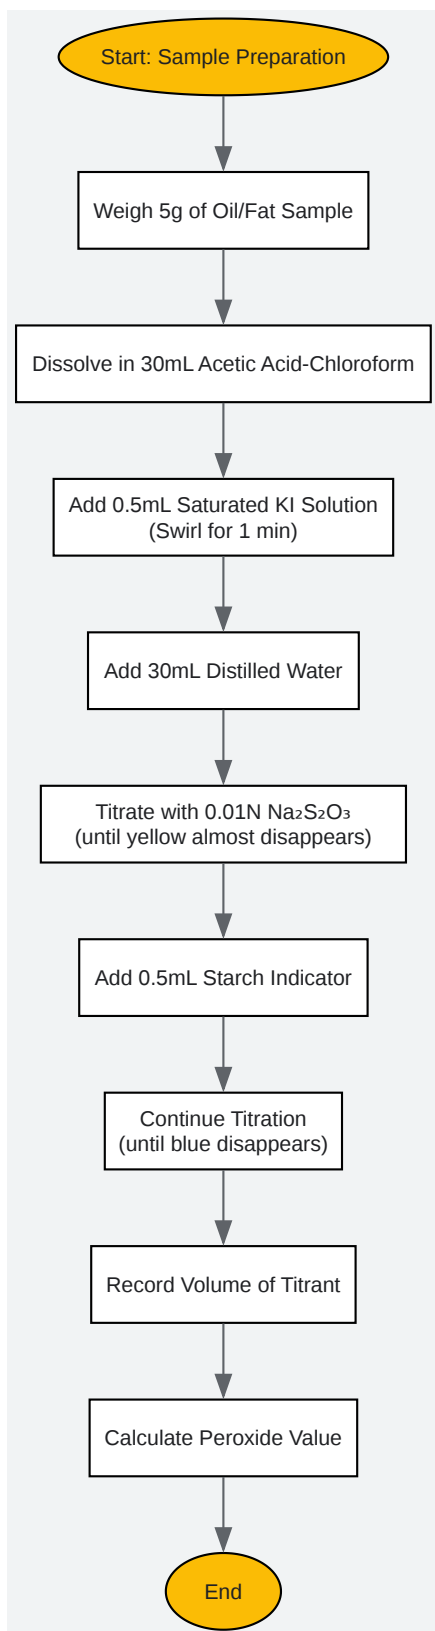 Start: Sample Preparation
Weigh 5g of Oil/Fat Sample
Dissolve in 30mL Acetic Acid-Chloroform
Add 0.5mL Saturated KI Solution
(Swirl for 1 min)
Add 30mL Distilled Water
Titrate with 0.01N Na₂S₂O₃
(until yellow almost disappears)
Add 0.5mL Starch Indicator
Continue Titration
(until blue disappears)
Record Volume of Titrant
Calculate Peroxide Value
End